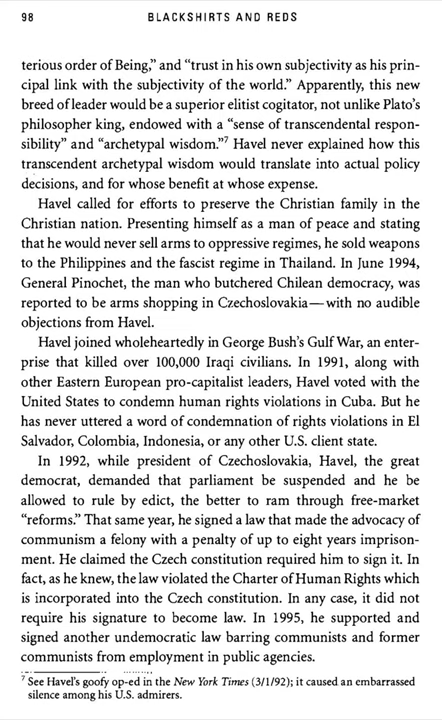 98 BLACKSHIRTS AND REDS
terious order of Being,” and “trust in his own subjectivity as his prin-
cipal link with the subjectivity of the world.” Apparently, this new
breed of leader would be a superior elitist cogitator, not unlike Plato’s
philosopher king, endowed with a “sense of transcendental respon-
sibility” and “archetypal wisdom.”7 Havel never explained how this
transcendent archetypal wisdom would translate into actual policy
decisions, and for whose benefit at whose expense.
Havel called for efforts to preserve the Christian family in the
Christian nation. Presenting himself as a man of peace and stating
that he would never sell arms to oppressive regimes, he sold weapons
to the Philippines and the fascist regime in Thailand. In June 1994,
General Pinochet, the man who butchered Chilean democracy, was
reported to be arms shopping in Czechoslovakia—with no audible
objections from Havel.
Havel joined wholeheartedly in George Bush’s Gulf War, an enter-
prise that killed over 100,000 Iraqi civilians. In 1991, along with
other Eastern European pro-capitalist leaders, Havel voted with the
United States to condemn human rights violations in Cuba. But he
has never uttered a word of condemnation of rights violations in El
Salvador, Colombia, Indonesia, or any other U.S. client state.
In 1992, while president of Czechoslovakia, Havel, the great
democrat, demanded that parliament be suspended and he be
allowed to rule by edict, the better to ram through free-market
“reforms.” That same year, he signed a law that made the advocacy of
communism a felony with a penalty of up to eight years imprison-
ment. He claimed the Czech constitution required him to sign it. In
fact, as he knew, the law violated the Charter of Human Rights which
is incorporated into the Czech constitution. In any case, it did not
require his signature to become law. In 1995, he supported and
signed another undemocratic law barring communists and former
communists from employment in public agencies.
7 See Havel’s goofy op-ed in the New York Times (3/1/92); it caused an embarrassed
silence among his U.S. admirers.